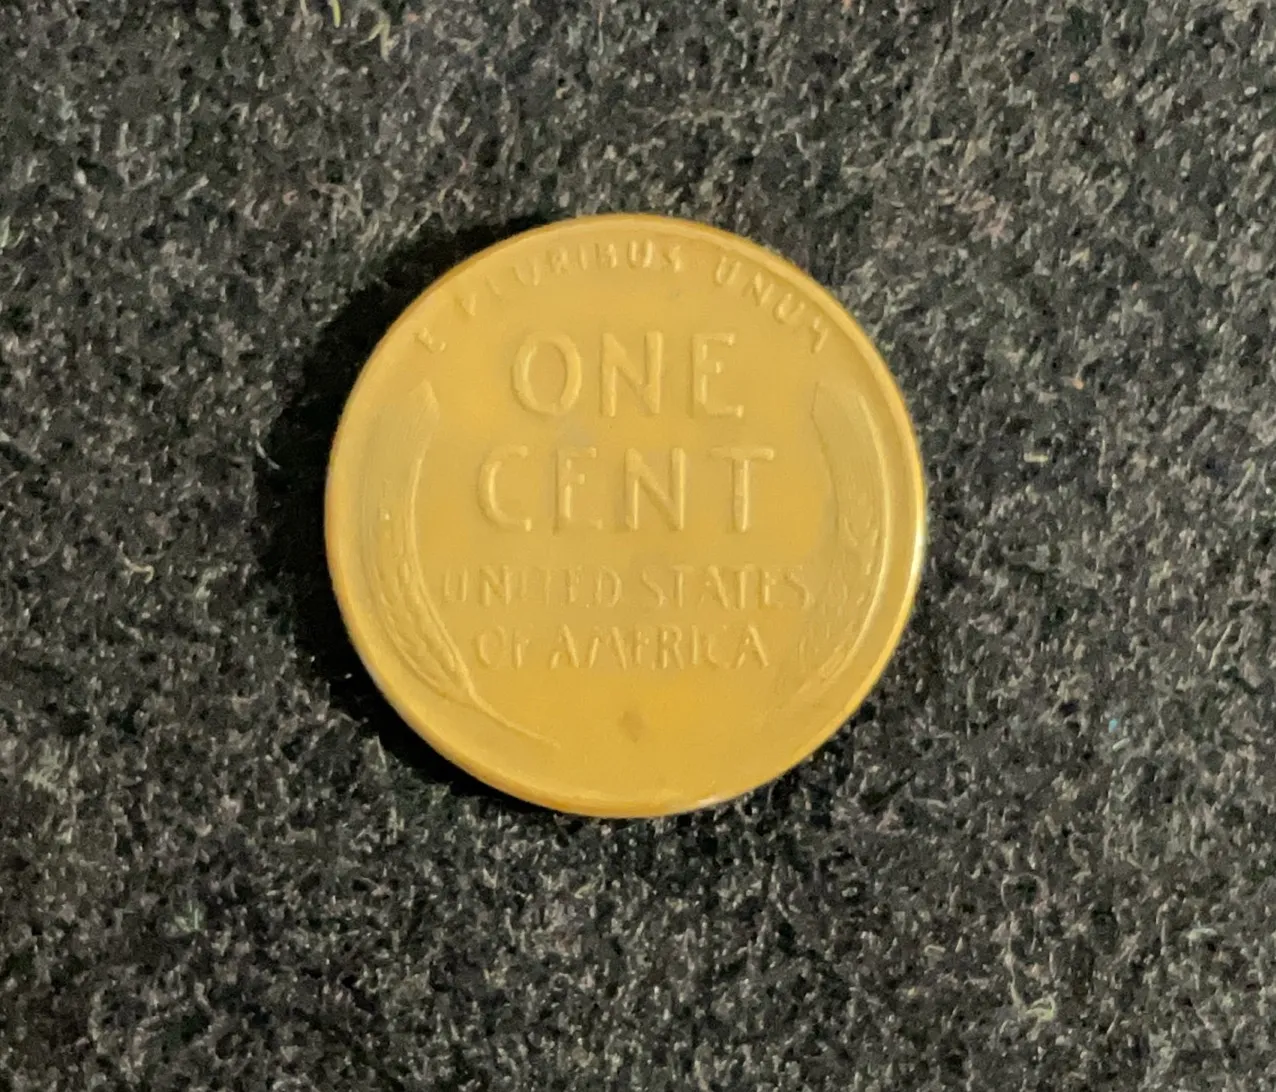 E PLURIBUS UNUM
ONE
CENT
UNITED STATES
OF AMERICA